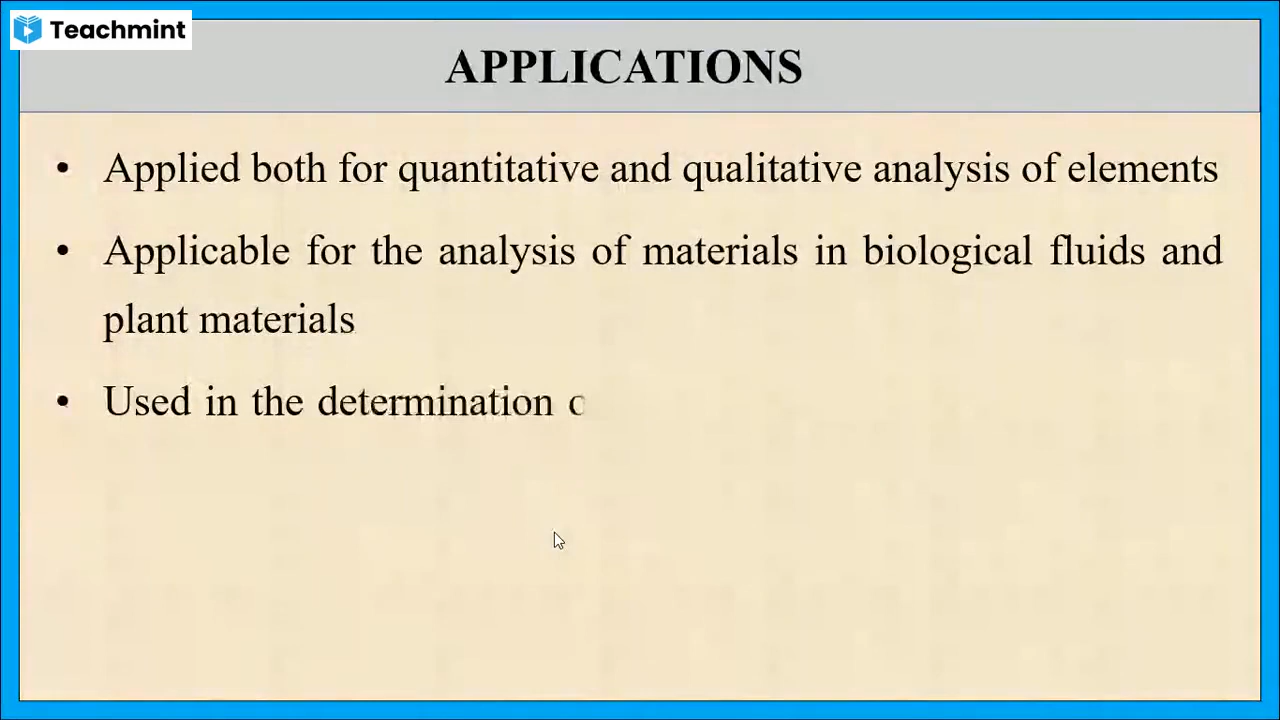 Teachmint
APPLICATIONS
• Applied both for quantitative and qualitative analysis of elements
• Applicable for the analysis of materials in biological fluids and
plant materials
• Used in the determination